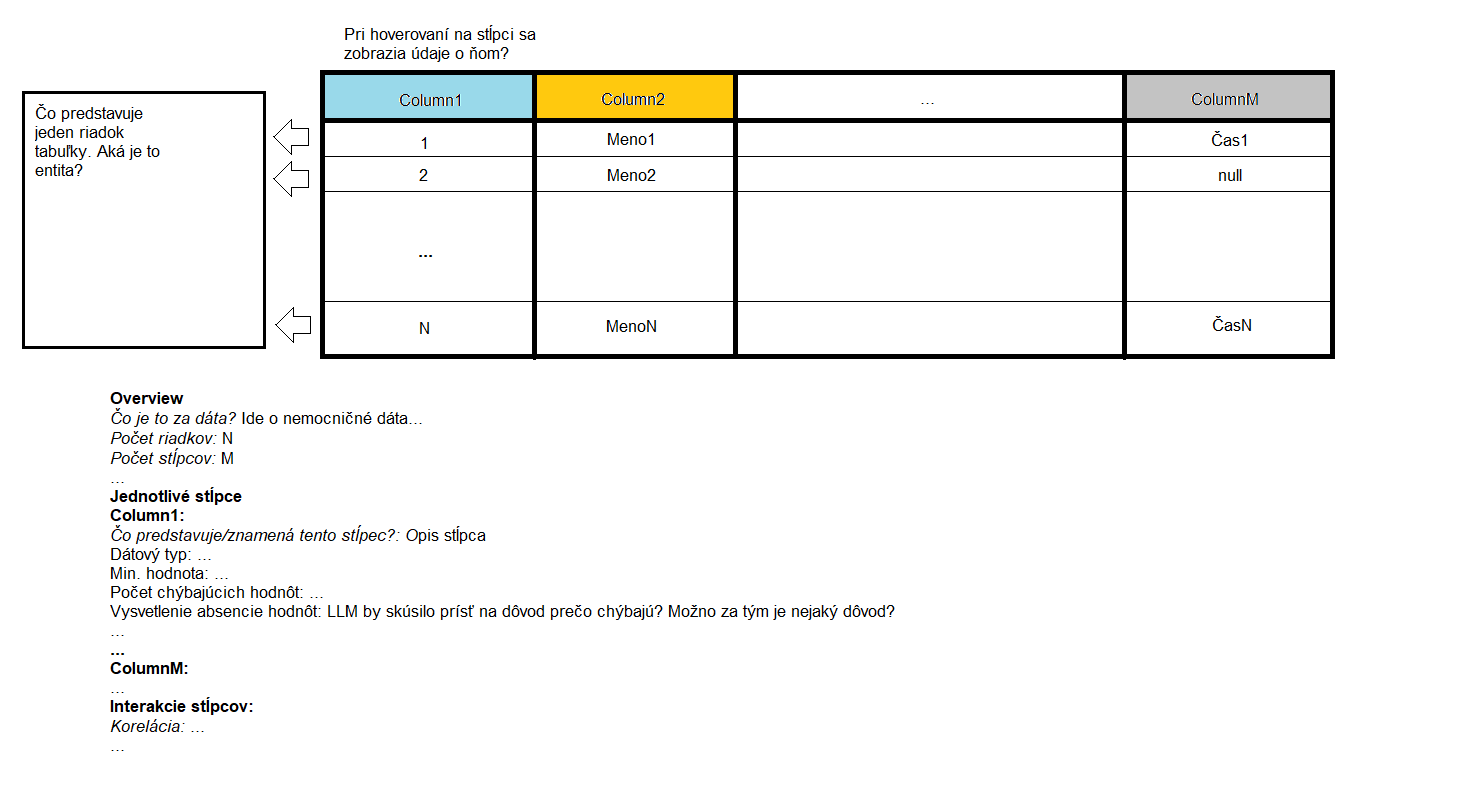 Pri hoverovaní na stĺpci sa
zobrazia údaje o ňom?
Čo predstavuje
jeden riadok
tabuľky. Aká je to
entita?
Column1 Column2 ... ColumnM
1 Meno1 Čas1
2 Meno2 null
...
N MenoN ČasN
Overview
Čo je to za dáta? Ide o nemocničné dáta...
Počet riadkov: N
Počet stĺpcov: M
...
Jednotlivé stĺpce
Column1:
Čo predstavuje/znamená tento stĺpec?: Opis stĺpca
Dátový typ: ...
Min. hodnota: ...
Počet chýbajúcich hodnôt: ...
Vysvetlenie absencie hodnôt: LLM by skúsilo prísť na dôvod prečo chýbajú? Možno za tým je nejaký dôvod?
...
...
ColumnM:
...
Interakcie stĺpcov:
Korelácia: ...
...